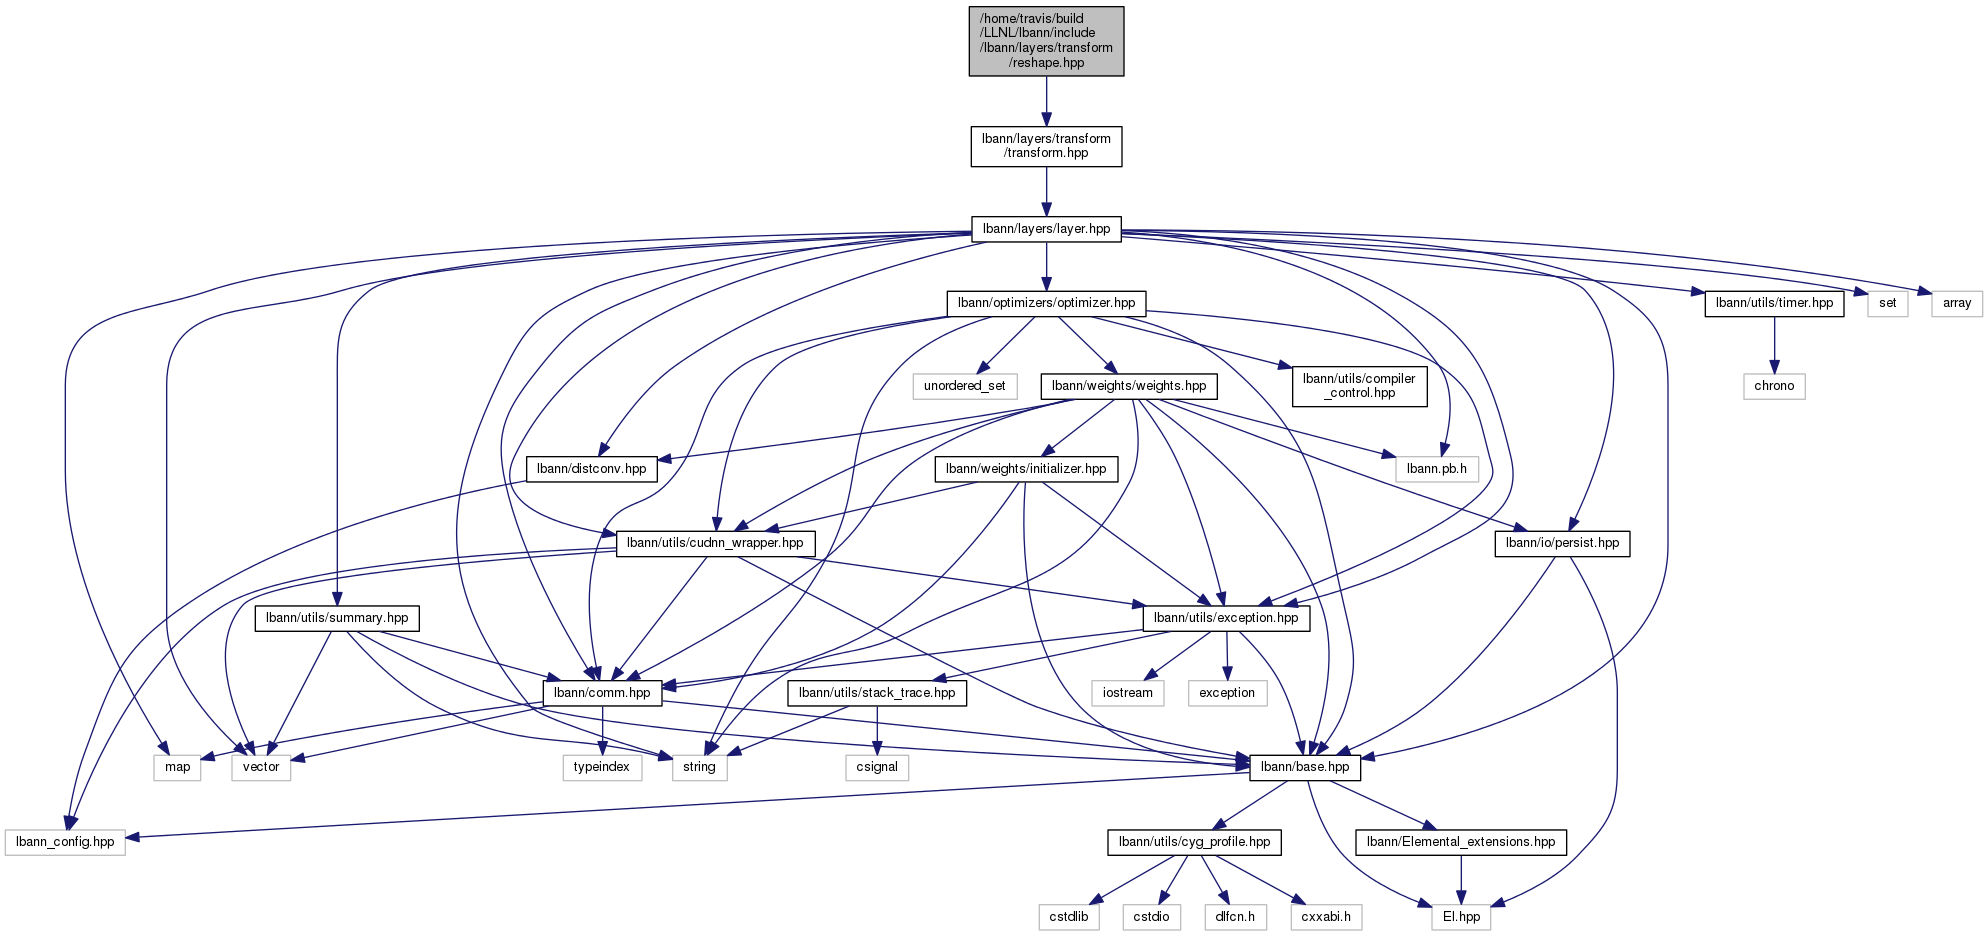 /home/travis/build
/LLNL/lbann/include
/lbann/layers/transform
/reshape.hpp
lbann/layers/transform
/transform.hpp
lbann/layers/layer.hpp
lbann/optimizers/optimizer.hpp
lbann/utils/timer.hpp
set
array
unordered_set
lbann/weights/weights.hpp
lbann/utils/compiler
_control.hpp
chrono
lbann/distconv.hpp
lbann/weights/initializer.hpp
lbann.pb.h
lbann/utils/cudnn_wrapper.hpp
lbann/io/persist.hpp
lbann/utils/summary.hpp
lbann/utils/exception.hpp
lbann/comm.hpp
lbann/utils/stack_trace.hpp
iostream
exception
map
vector
typeindex
string
csignal
lbann/base.hpp
lbann_config.hpp
lbann/utils/cyg_profile.hpp
lbann/Elemental_extensions.hpp
cstdlib
cstdio
dlfcn.h
cxxabi.h
El.hpp